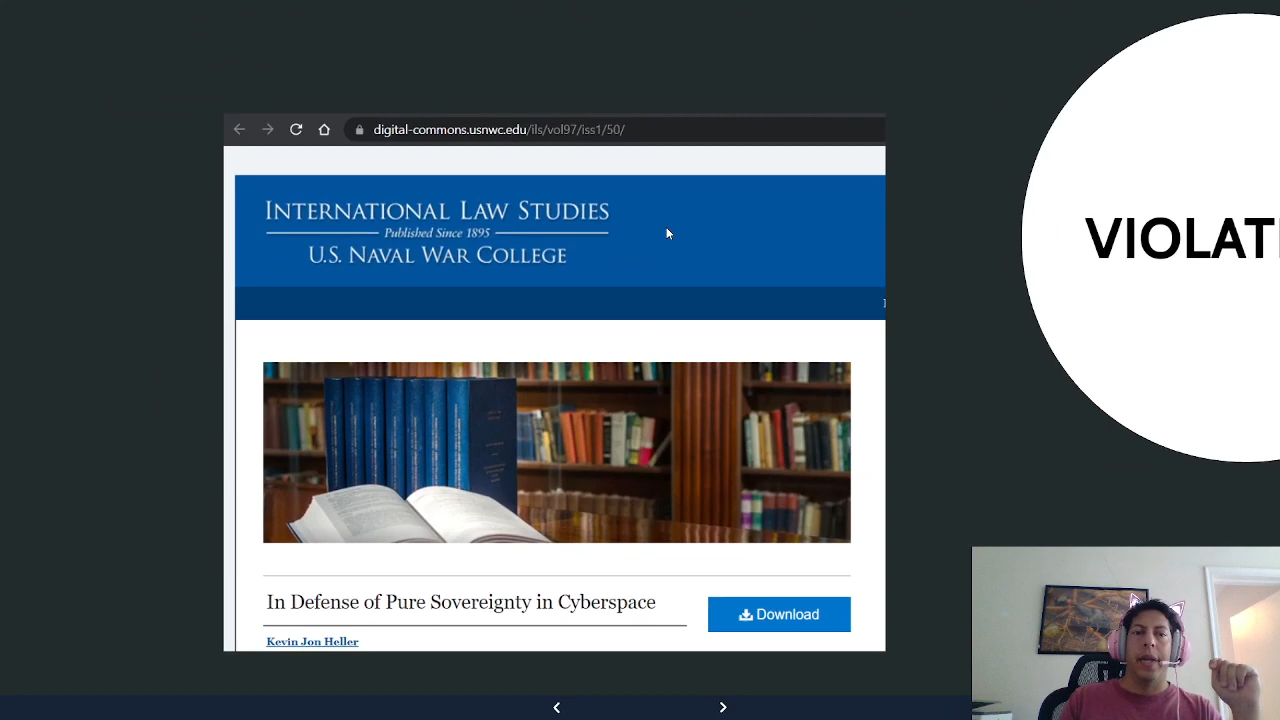 digital-commons.usnwc.edu/ils/vol97/iss1/50/
INTERNATIONAL LAW STUDIES
Published Since 1895
U.S. NAVAL WAR COLLEGE
VIOLAT
In Defense of Pure Sovereignty in Cyberspace
Download
Kevin Jon Heller